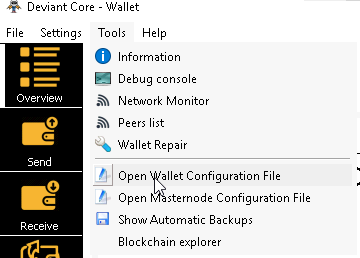 Deviant Core - Wallet
File Settings Tools Help
Information
Debug console
Network Monitor
Peers list
Wallet Repair
Open Wallet Configuration File
Open Masternode Configuration File
Show Automatic Backups
Blockchain explorer
Overview
Send
Receive